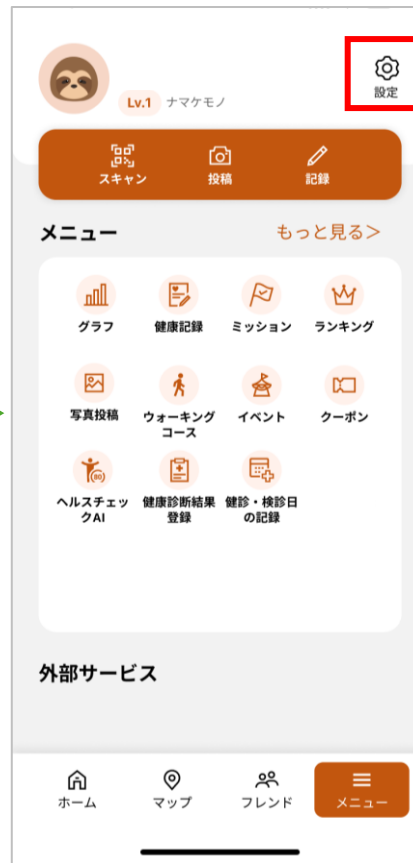 設定
Lv.1 ナマケモノ
スキャン 投稿 記録
メニュー もっと見る＞
グラフ 健康記録 ミッション ランキング
写真投稿 ウォーキング イベント クーポン
コース
ヘルスチェッ 健康診断結果 健診・検診日
クAI 登録 の記録
外部サービス
ホーム マップ フレンド メニュー